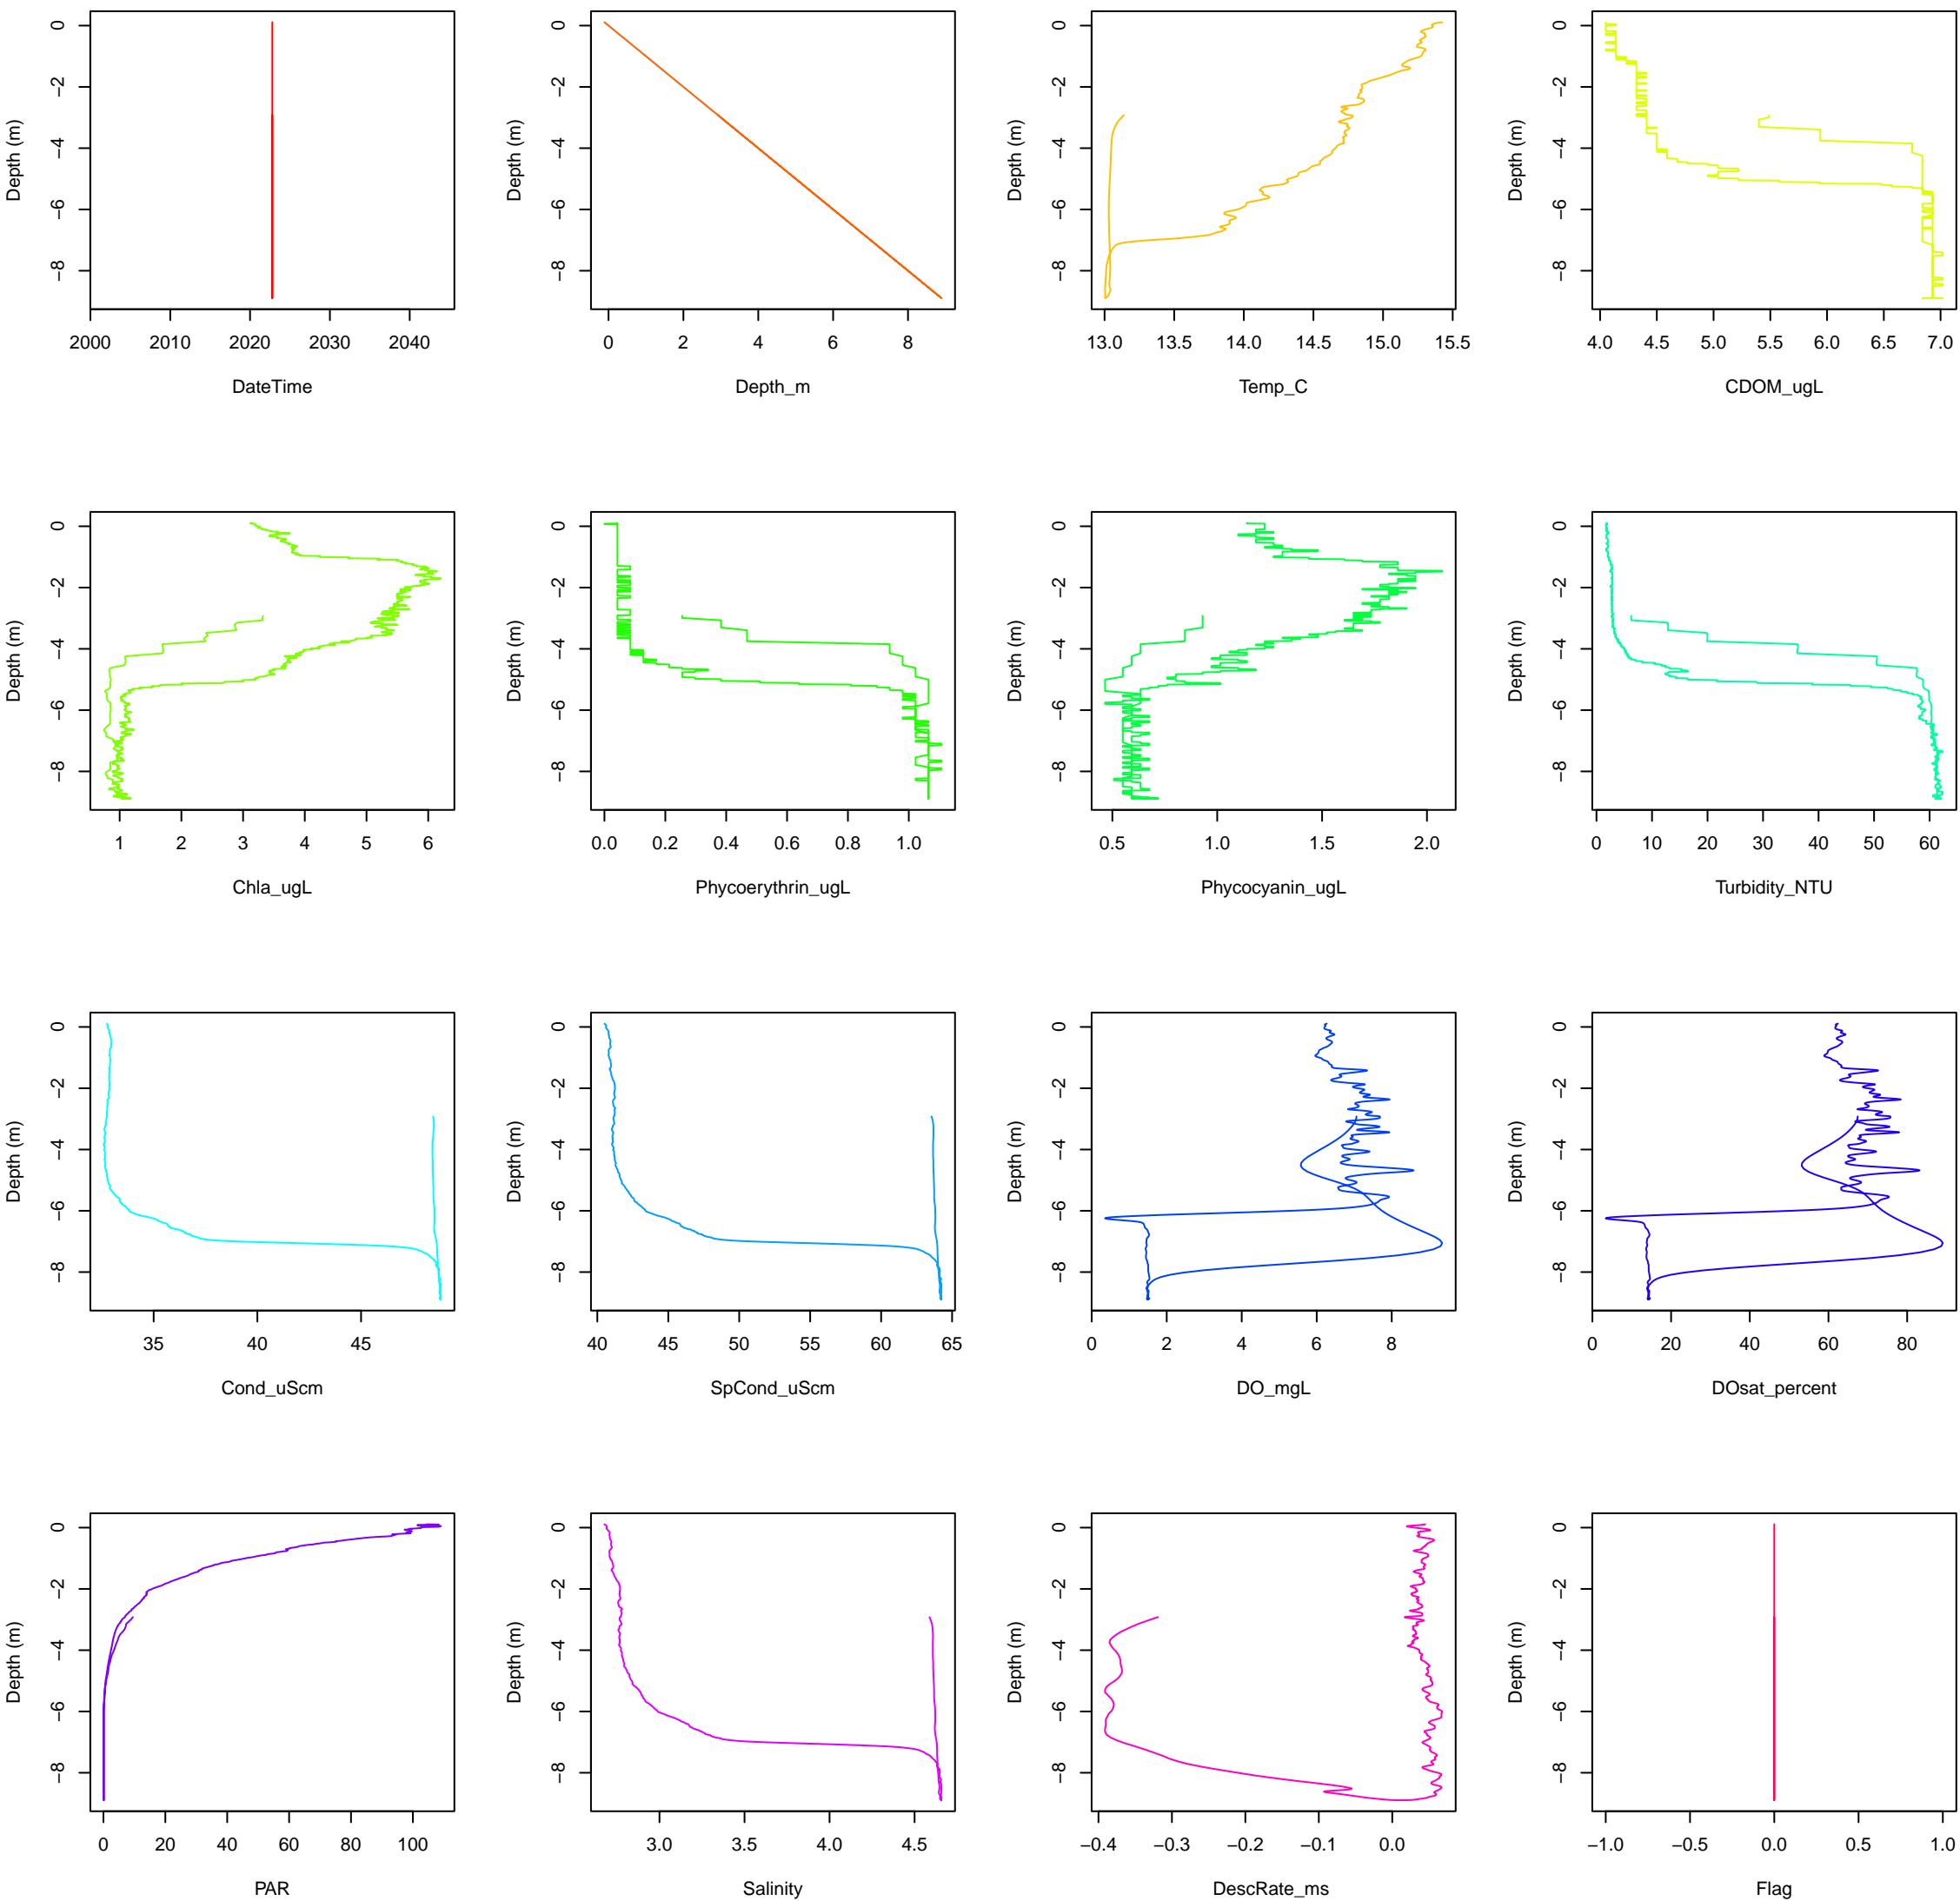 0 −2 −4 −6 −8 Depth (m)
2000 2010 2020 2030 2040
DateTime
0 −2 −4 −6 −8 Depth (m)
0 2 4 6 8
Depth_m
0 −2 −4 −6 −8 Depth (m)
13.0 13.5 14.0 14.5 15.0 15.5
Temp_C
0 −2 −4 −6 −8 Depth (m)
4.0 4.5 5.0 5.5 6.0 6.5 7.0
CDOM_ugL
0 −2 −4 −6 −8 Depth (m)
1 2 3 4 5 6
Chla_ugL
0 −2 −4 −6 −8 Depth (m)
0.0 0.2 0.4 0.6 0.8 1.0
Phycoerythrin_ugL
0 −2 −4 −6 −8 Depth (m)
0.5 1.0 1.5 2.0
Phycocyanin_ugL
0 −2 −4 −6 −8 Depth (m)
0 10 20 30 40 50 60
Turbidity_NTU
0 −2 −4 −6 −8 Depth (m)
35 40 45
Cond_uScm
0 −2 −4 −6 −8 Depth (m)
40 45 50 55 60 65
SpCond_uScm
0 −2 −4 −6 −8 Depth (m)
0 2 4 6 8
DO_mgL
0 −2 −4 −6 −8 Depth (m)
0 20 40 60 80
DOsat_percent
0 −2 −4 −6 −8 Depth (m)
0 20 40 60 80 100
PAR
0 −2 −4 −6 −8 Depth (m)
3.0 3.5 4.0 4.5
Salinity
0 −2 −4 −6 −8 Depth (m)
−0.4 −0.3 −0.2 −0.1 0.0
DescRate_ms
0 −2 −4 −6 −8 Depth (m)
−1.0 −0.5 0.0 0.5 1.0
Flag